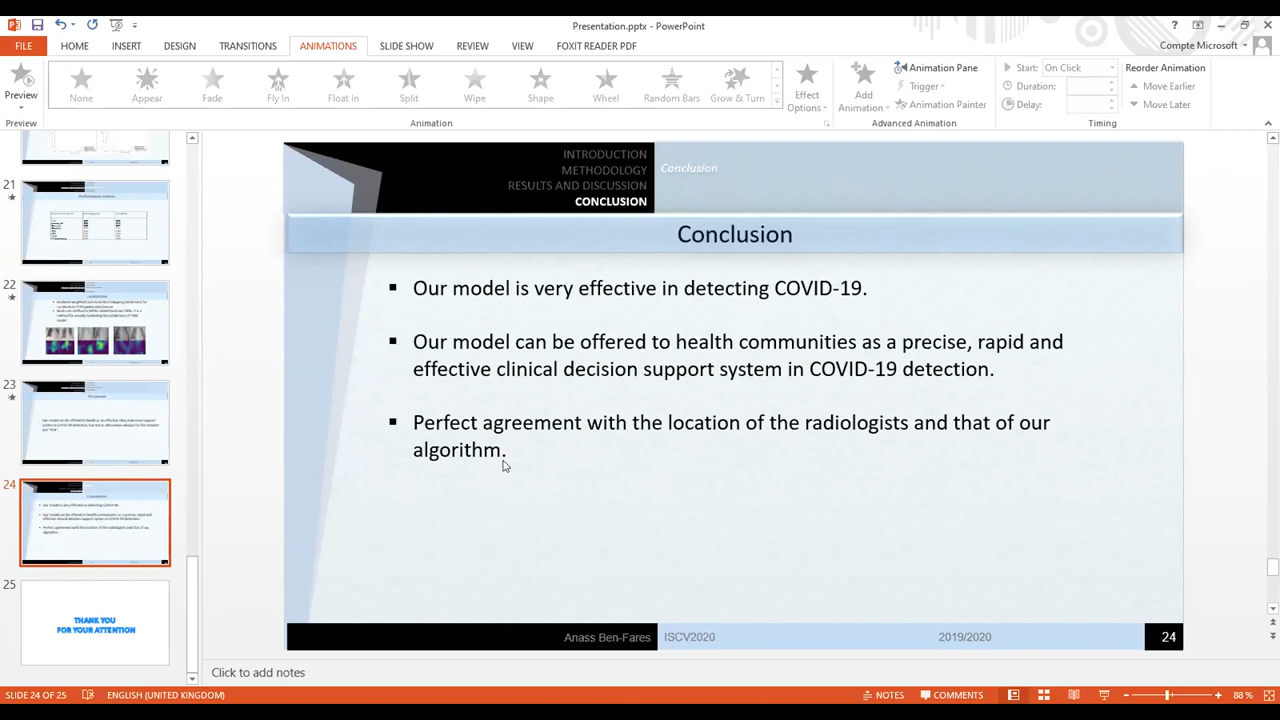 Presentation.pptx - PowerPoint
FILE HOME INSERT DESIGN TRANSITIONS ANIMATIONS SLIDE SHOW REVIEW VIEW FOXIT READER PDF Compte Microsoft
Preview
Preview
None Appear Fade Fly In Float In Split Wipe Shape Wheel Random Bars Grow & Turn
Animation
Effect
Options
Add
Animation
Animation Pane
Trigger
Animation Painter
Advanced Animation
Start: On Click
Duration:
Delay:
Timing
Reorder Animation
Move Earlier
Move Later
21
22
23
24
25
THANK YOU
FOR YOUR ATTENTION
INTRODUCTION
METHODOLOGY
RESULTS AND DISCUSSION
CONCLUSION
Conclusion
Conclusion
▪ Our model is very effective in detecting COVID-19.
▪ Our model can be offered to health communities as a precise, rapid and
effective clinical decision support system in COVID-19 detection.
▪ Perfect agreement with the location of the radiologists and that of our
algorithm.
Anass Ben-Fares ISCV2020 2019/2020 24
Click to add notes
SLIDE 24 OF 25 ENGLISH (UNITED KINGDOM) NOTES COMMENTS 88 %